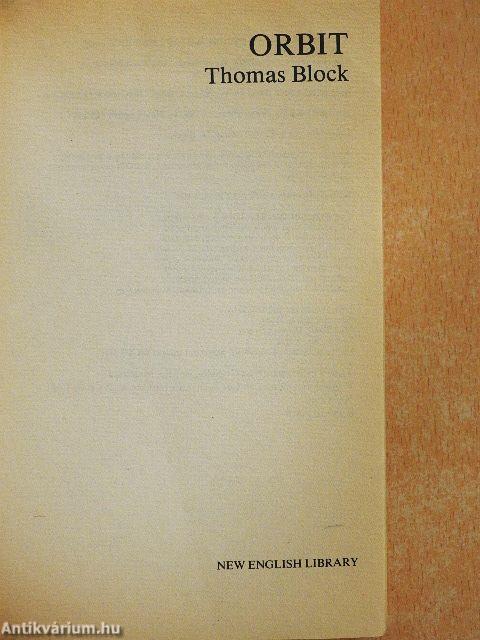 ORBIT
Thomas Block
NEW ENGLISH LIBRARY
Antikvárium.hu